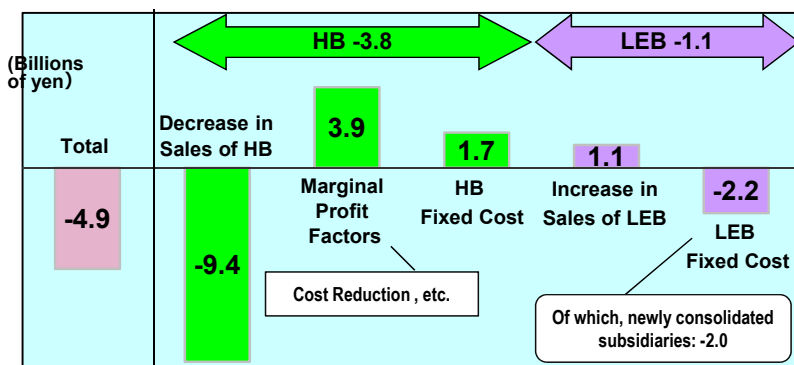 HB -3.8
LEB -1.1
(Billions
of yen)
Total
-4.9
Decrease in
Sales of HB
-9.4
3.9
Marginal
Profit
Factors
Cost Reduction , etc.
1.7
HB
Fixed Cost
1.1
Increase in
Sales of LEB
-2.2
LEB
Fixed Cost
Of which, newly consolidated
subsidiaries: -2.0